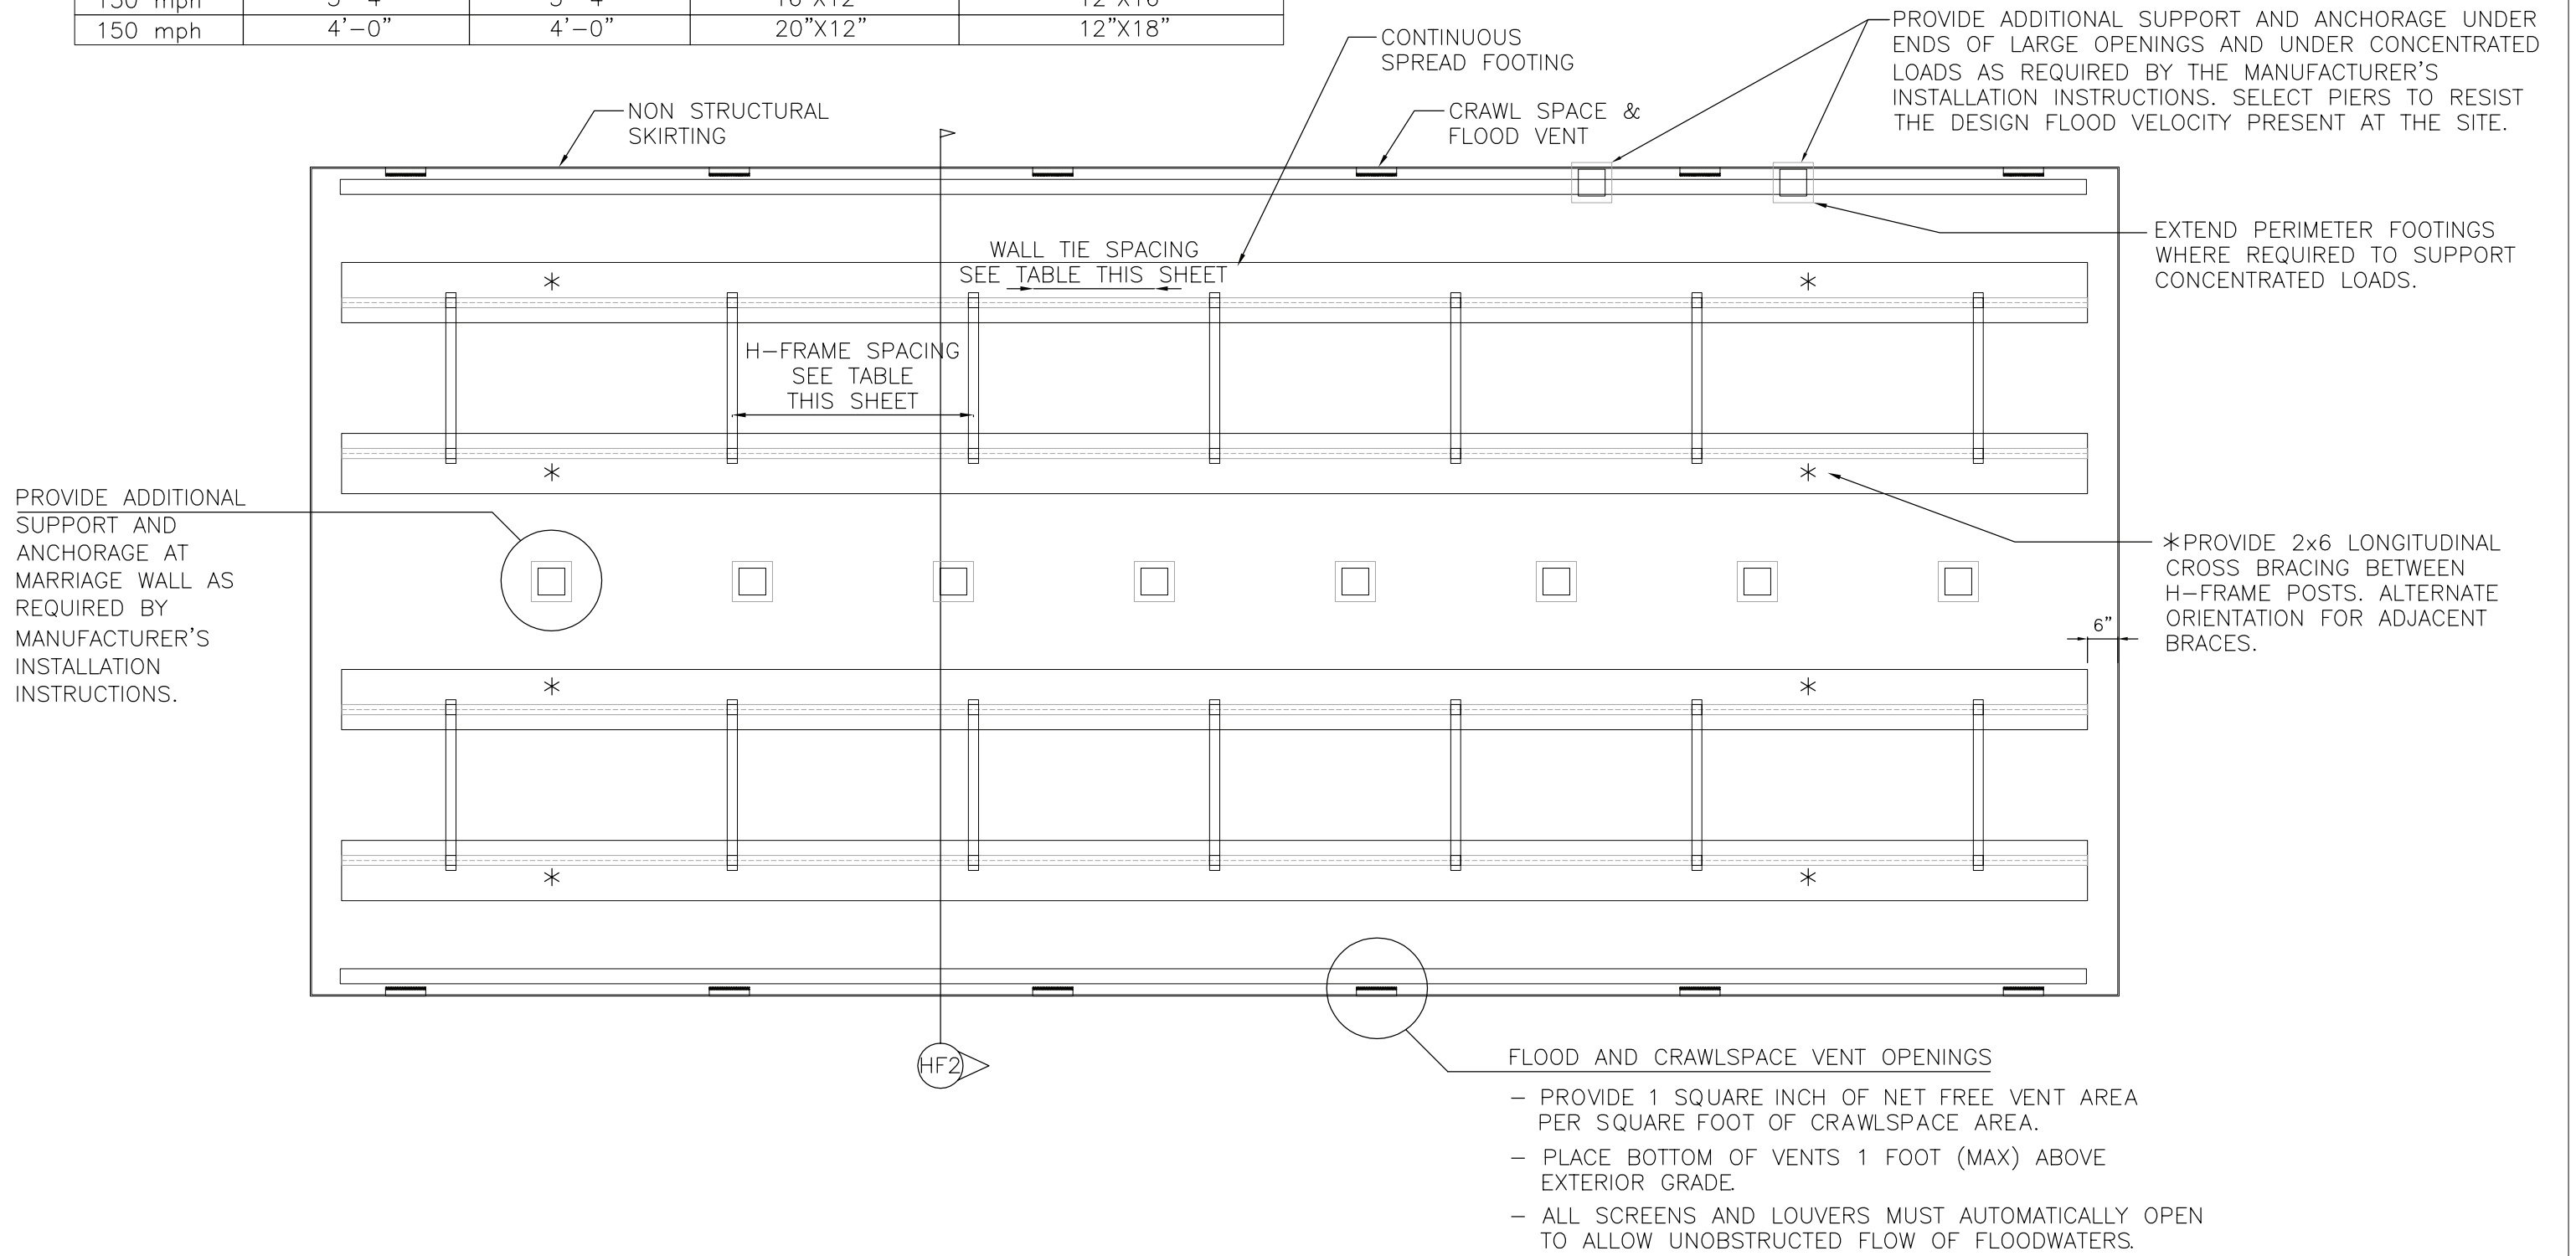 150 mph 4'-0" 4'-0" 20"X12" 12"X18"
CONTINUOUS
SPREAD FOOTING
PROVIDE ADDITIONAL SUPPORT AND ANCHORAGE UNDER
ENDS OF LARGE OPENINGS AND UNDER CONCENTRATED
LOADS AS REQUIRED BY THE MANUFACTURER'S
INSTALLATION INSTRUCTIONS. SELECT PIERS TO RESIST
THE DESIGN FLOOD VELOCITY PRESENT AT THE SITE.
NON STRUCTURAL
SKIRTING
CRAWL SPACE &
FLOOD VENT
WALL TIE SPACING
SEE TABLE THIS SHEET
EXTEND PERIMETER FOOTINGS
WHERE REQUIRED TO SUPPORT
CONCENTRATED LOADS.
*
*
H-FRAME SPACING
SEE TABLE
THIS SHEET
*
*
PROVIDE ADDITIONAL
SUPPORT AND
ANCHORAGE AT
MARRIAGE WALL AS
REQUIRED BY
MANUFACTURER'S
INSTALLATION
INSTRUCTIONS.
*PROVIDE 2x6 LONGITUDINAL
CROSS BRACING BETWEEN
H-FRAME POSTS. ALTERNATE
ORIENTATION FOR ADJACENT
BRACES.
6"
*
*
*
*
HF2
FLOOD AND CRAWLSPACE VENT OPENINGS
- PROVIDE 1 SQUARE INCH OF NET FREE VENT AREA
PER SQUARE FOOT OF CRAWLSPACE AREA.
- PLACE BOTTOM OF VENTS 1 FOOT (MAX) ABOVE
EXTERIOR GRADE.
- ALL SCREENS AND LOUVERS MUST AUTOMATICALLY OPEN
TO ALLOW UNOBSTRUCTED FLOW OF FLOODWATERS.